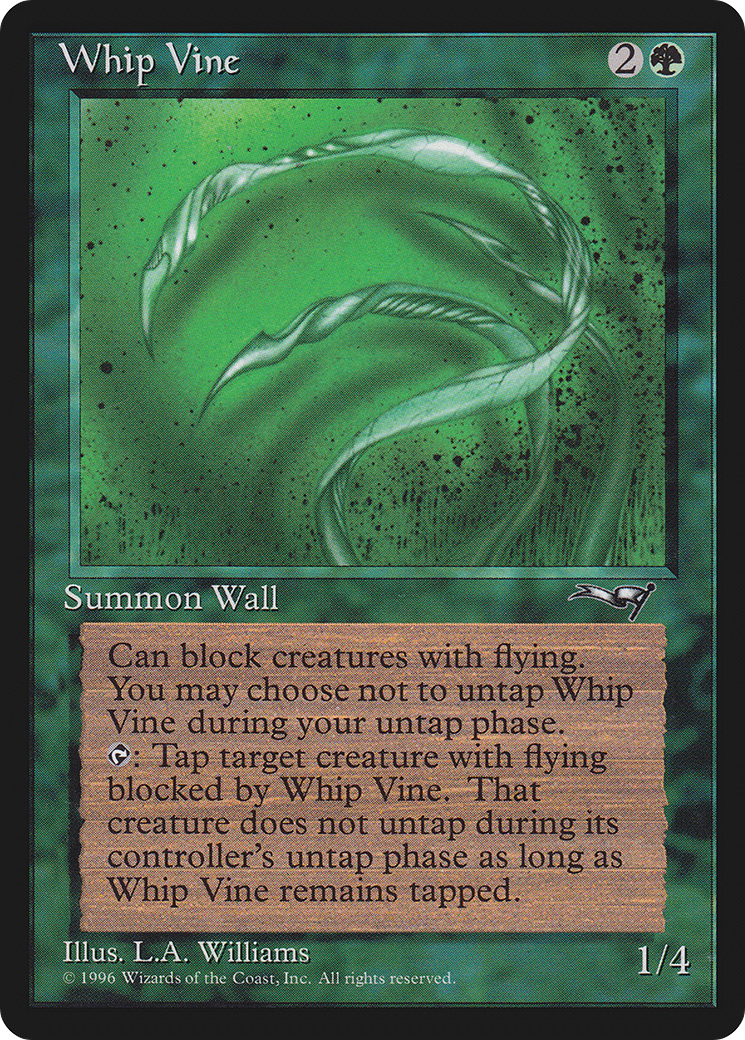 Whip Vine
2
Summon Wall
Can block creatures with flying.
You may choose not to untap Whip
Vine during your untap phase.
: Tap target creature with flying
blocked by Whip Vine. That
creature does not untap during its
controller's untap phase as long as
Whip Vine remains tapped.
Illus. L.A. Williams
1/4
© 1996 Wizards of the Coast, Inc. All rights reserved.